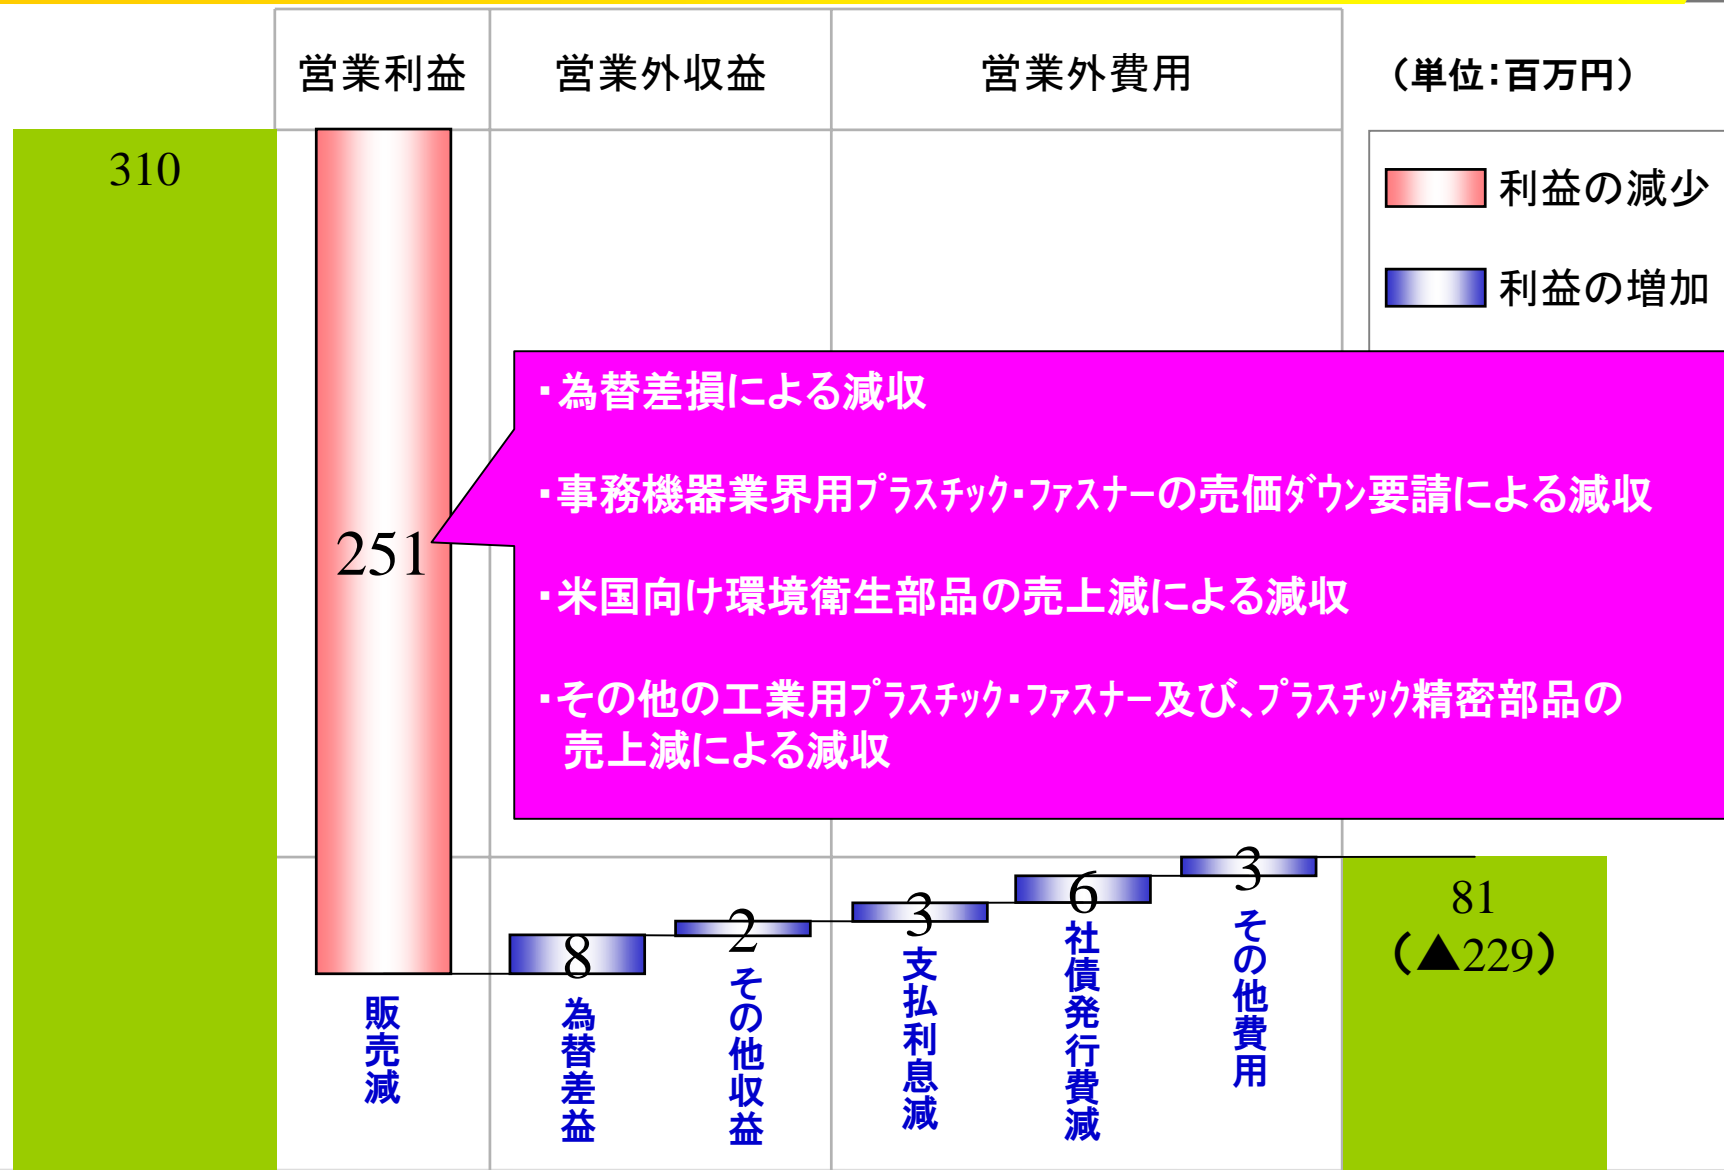 営業利益
営業外収益
営業外費用
（単位：百万円）
310
利益の減少
利益の増加
・為替差損による減収
・事務機器業界用ﾌﾟﾗｽﾁｯｸ・ﾌｧｽﾅｰの売価ﾀﾞｳﾝ要請による減収
251
・米国向け環境衛生部品の売上減による減収
・その他の工業用ﾌﾟﾗｽﾁｯｸ・ﾌｧｽﾅｰ及び、ﾌﾟﾗｽﾁｯｸ精密部品の
売上減による減収
8
2
3
6
3
81
（▲229）
販売減
為替差益
その他収益
支払利息減
社債発行費減
その他費用